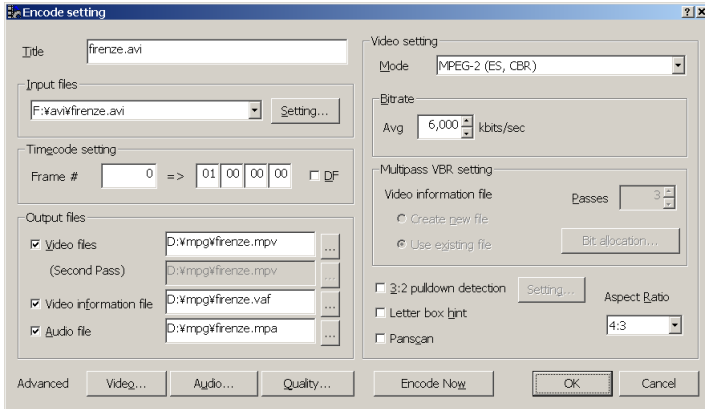 Encode setting
Title firenze.avi
Input files
F:¥avi¥firenze.avi Setting...
Timecode setting
Frame # 0 => 01 00 00 00 DF
Output files
Video files D:¥mpg¥firenze.mpv ...
(Second Pass) D:¥mpg¥firenze.mpv ...
Video information file D:¥mpg¥firenze.vaf ...
Audio file D:¥mpg¥firenze.mpa ...
Video setting
Mode MPEG-2 (ES, CBR)
Bitrate
Avg 6,000 kbits/sec
Multipass VBR setting
Video information file Passes 3
Create new file
Use existing file Bit allocation...
3:2 pulldown detection Setting...
Letter box hint
Panscan
Aspect Ratio
4:3
Advanced Video... Audio... Quality... Encode Now OK Cancel